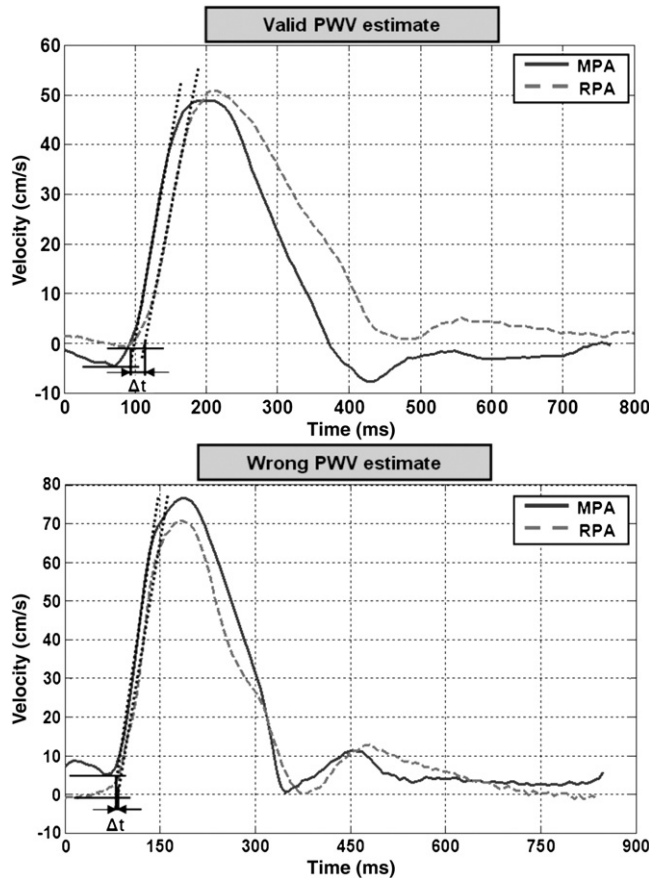 Valid PWV estimate
60
50
40
30
20
10
0
-10
Velocity (cm/s)
MPA
RPA
Δt
0 100 200 300 400 500 600 700 800
Time (ms)
Wrong PWV estimate
80
70
60
50
40
30
20
10
0
-10
Velocity (cm/s)
MPA
RPA
Δt
0 150 300 450 600 750 900
Time (ms)